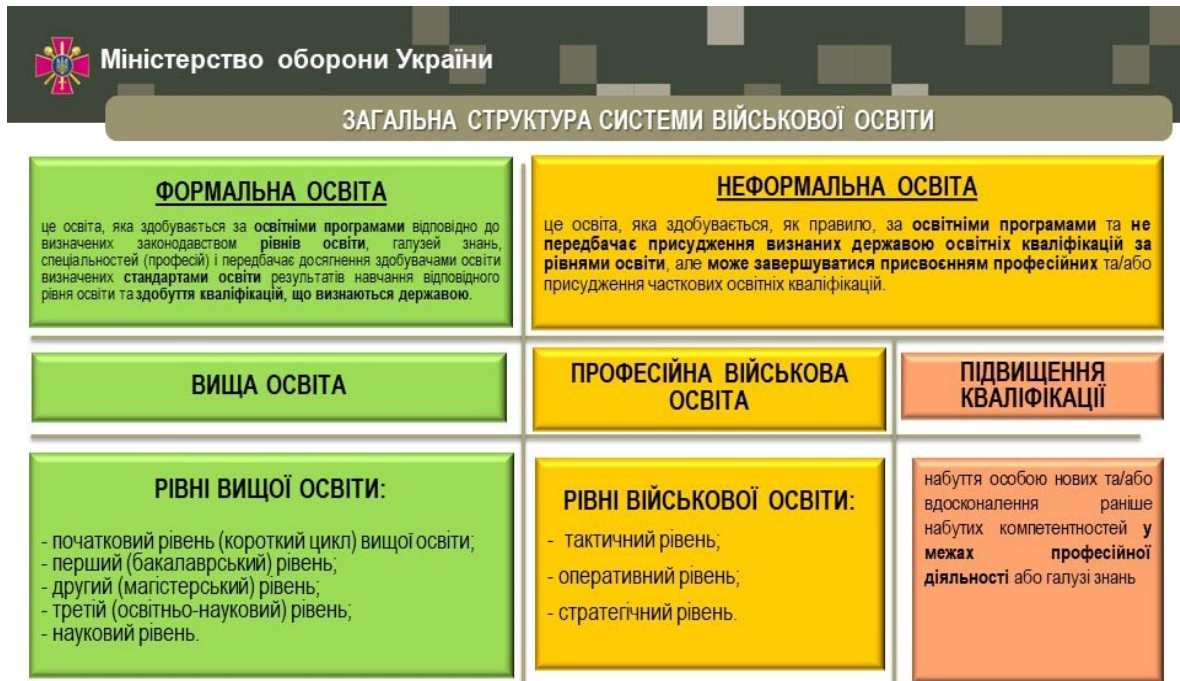 Міністерство оборони України
ЗАГАЛЬНА СТРУКТУРА СИСТЕМИ ВІЙСЬКОВОЇ ОСВІТИ
ФОРМАЛЬНА ОСВІТА
це освіта, яка здобувається за освітніми програмами відповідно до
визначених законодавством рівнів освіти, галузей знань,
спеціальностей (професій) і передбачає досягнення здобувачами освіти
визначених стандартами освіти результатів навчання відповідного
рівня освіти та здобуття кваліфікацій, що визнаються державою.
НЕФОРМАЛЬНА ОСВІТА
це освіта, яка здобувається, як правило, за освітніми програмами та не
передбачає присудження визнаних державою освітніх кваліфікацій за
рівнями освіти, але може завершуватися присвоєнням професійних та/або
присудження часткових освітніх кваліфікацій.
ВИЩА ОСВІТА
ПРОФЕСІЙНА ВІЙСЬКОВА
ОСВІТА
ПІДВИЩЕННЯ
КВАЛІФІКАЦІЇ
РІВНІ ВИЩОЇ ОСВІТИ:
- початковий рівень (короткий цикл) вищої освіти;
- перший (бакалаврський) рівень;
- другий (магістерський) рівень;
- третій (освітньо-науковий) рівень;
- науковий рівень.
РІВНІ ВІЙСЬКОВОЇ ОСВІТИ:
- тактичний рівень;
- оперативний рівень;
- стратегічний рівень.
набуття особою нових та/або
вдосконалення раніше
набутих компетентностей у
межах професійної
діяльності або галузі знань